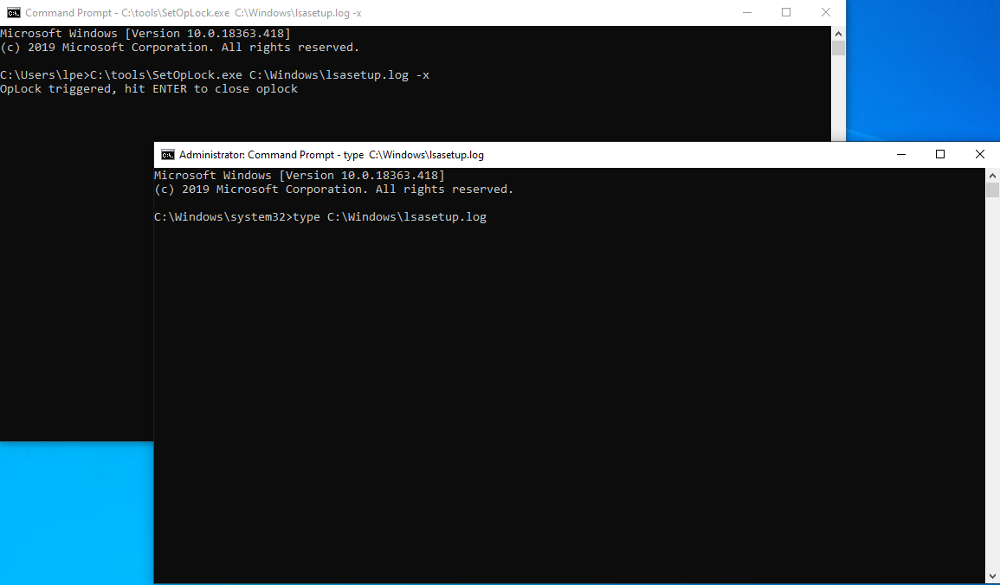 Command Prompt - C:\tools\SetOpLock.exe  C:\Windows\lsasetup.log -x
Microsoft Windows [Version 10.0.18363.418]
(c) 2019 Microsoft Corporation. All rights reserved.
C:\Users\lpe>C:\tools\SetOpLock.exe C:\Windows\lsasetup.log -x
OpLock triggered, hit ENTER to close oplock
Administrator: Command Prompt - type  C:\Windows\lsasetup.log
Microsoft Windows [Version 10.0.18363.418]
(c) 2019 Microsoft Corporation. All rights reserved.
C:\Windows\system32>type C:\Windows\lsasetup.log